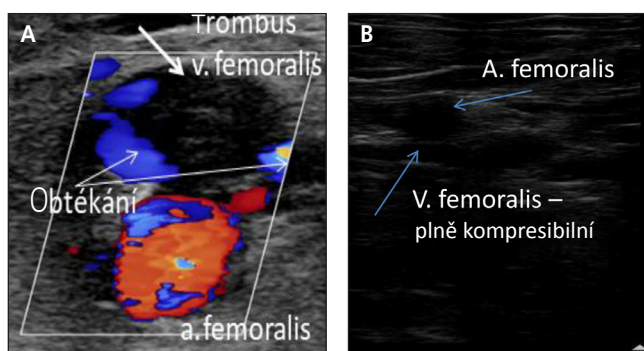 A
Trombus
v. femoralis
Obtékání
a.femoralis
B
A. femoralis
V. femoralis –
plně kompresibilní